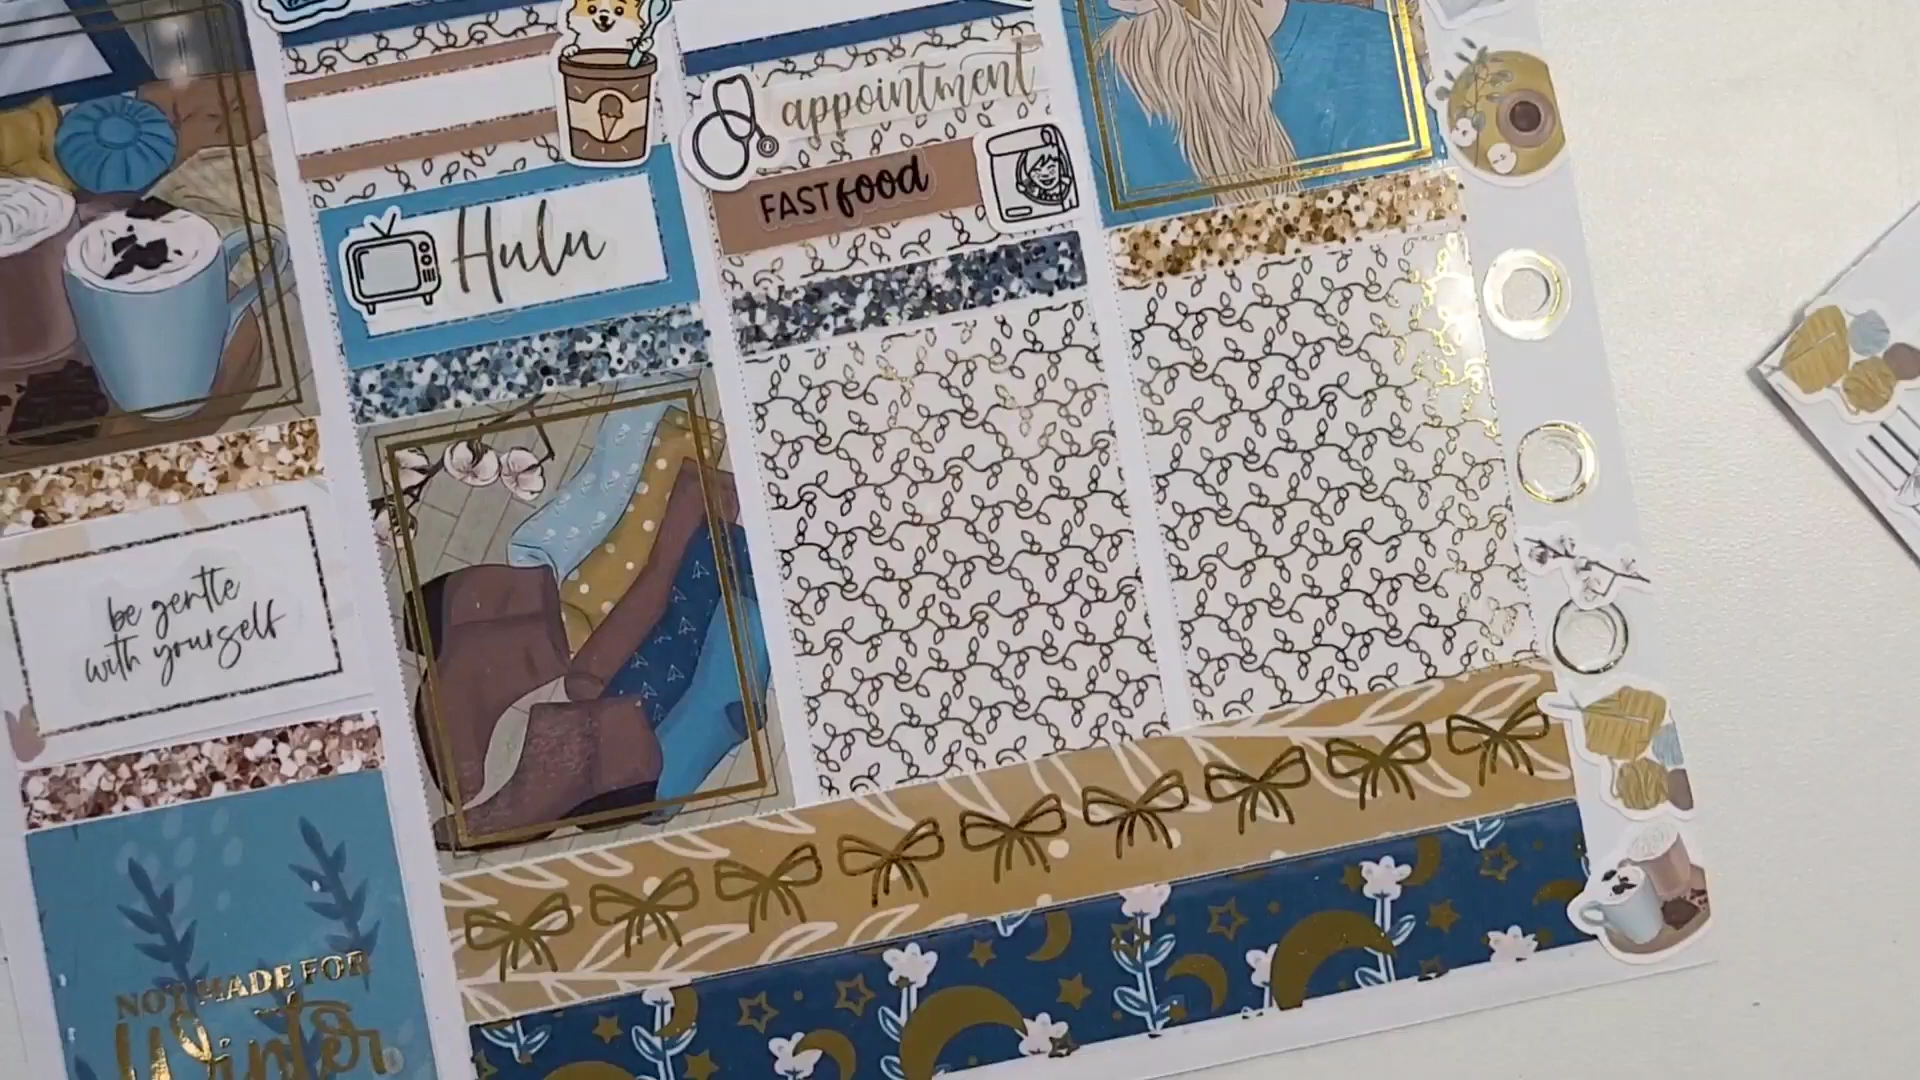 appointment
FAST food
Hulu
be gentle
with yourself
NOT MADE FOR
Winter